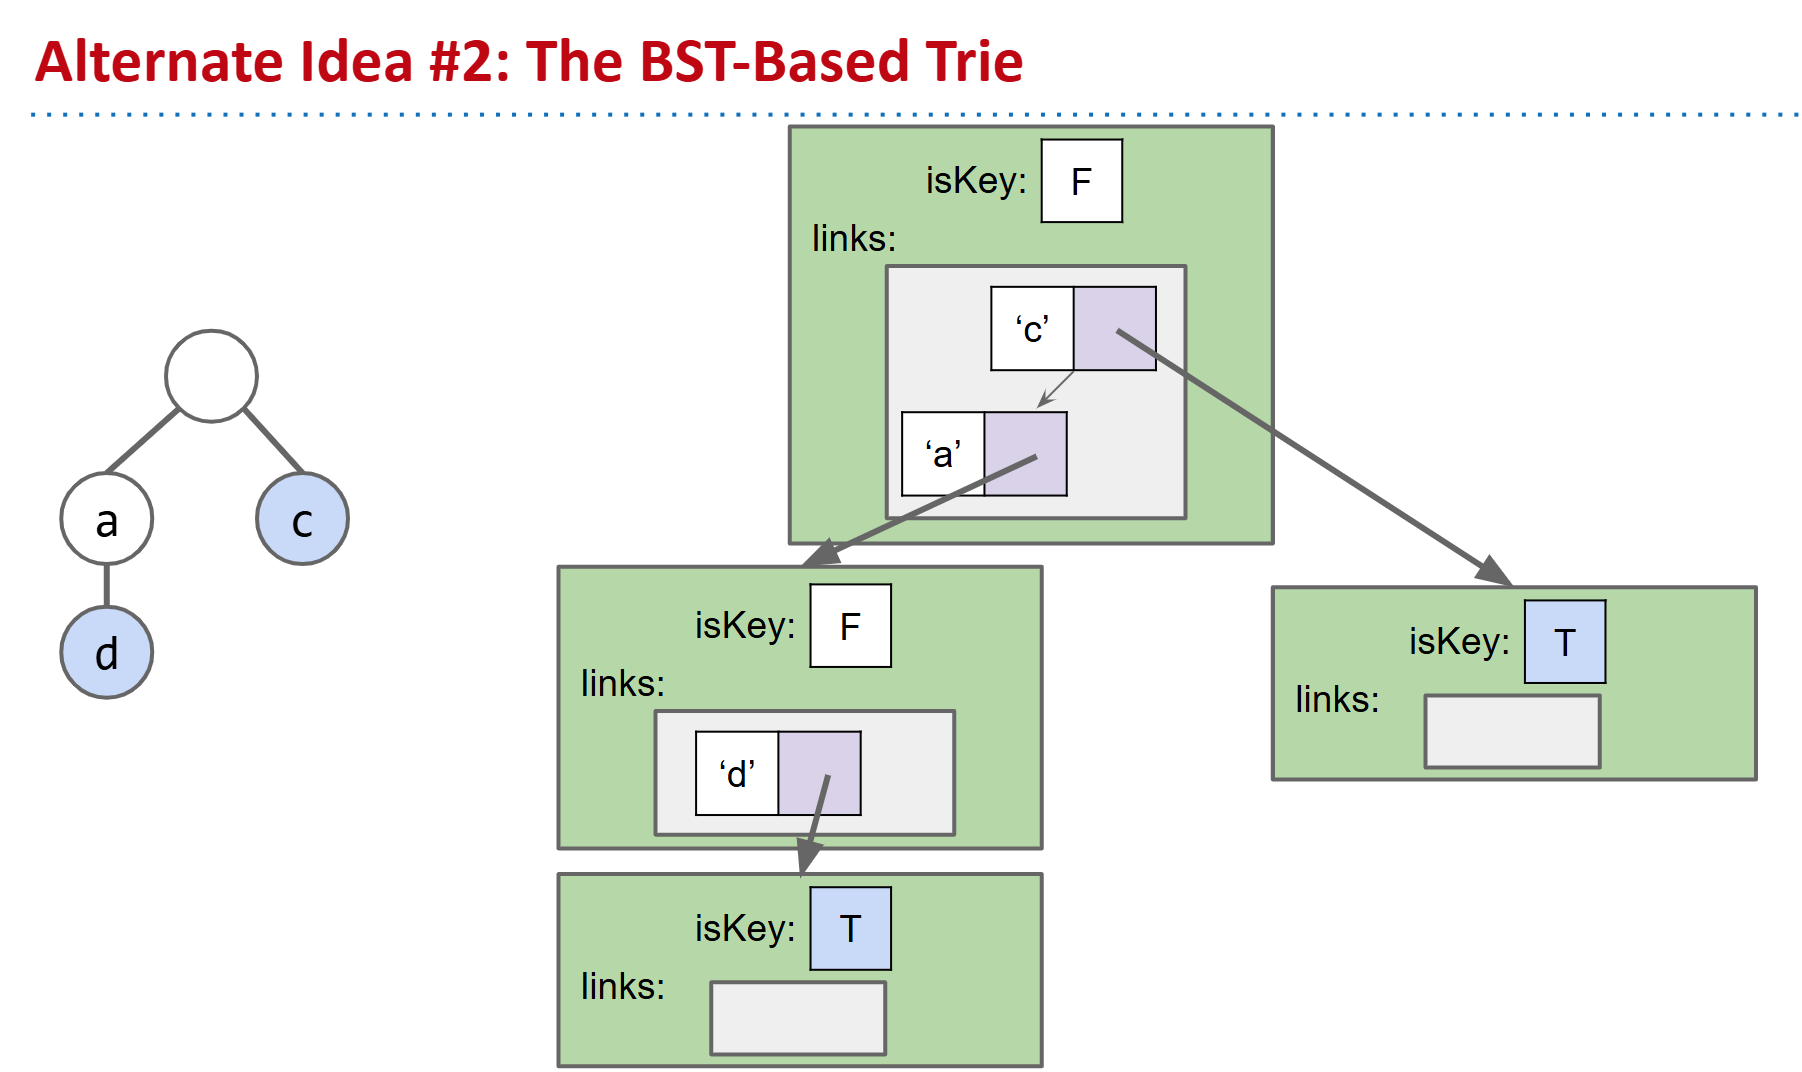 Alternate Idea #2: The BST-Based Trie
isKey: F
links:
‘c’
‘a’
a
c
d
isKey: F
links:
‘d’
isKey: T
links:
isKey: T
links: